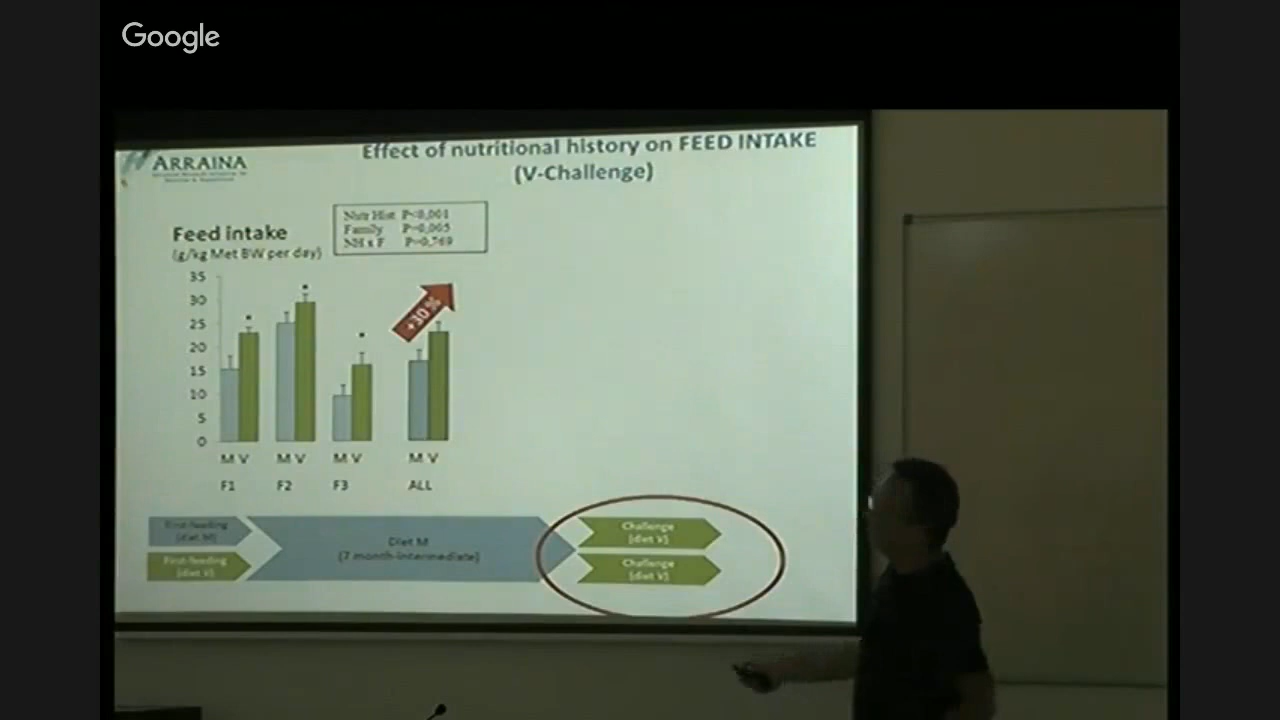 Google
ARRAINA
Effect of nutritional history on FEED INTAKE
(V-Challenge)
Nutr Hist P<0,001
Family P=0,005
NH x F P=0,769
Feed intake
(g/kg Met BW per day)
35
30
25
20
15
10
5
0
+30 %
M V M V M V M V
F1 F2 F3 ALL
First-feeding
(diet M)
First-feeding
(diet V)
Diet M
(7 month-intermediate)
Challenge
(diet V)
Challenge
(diet V)